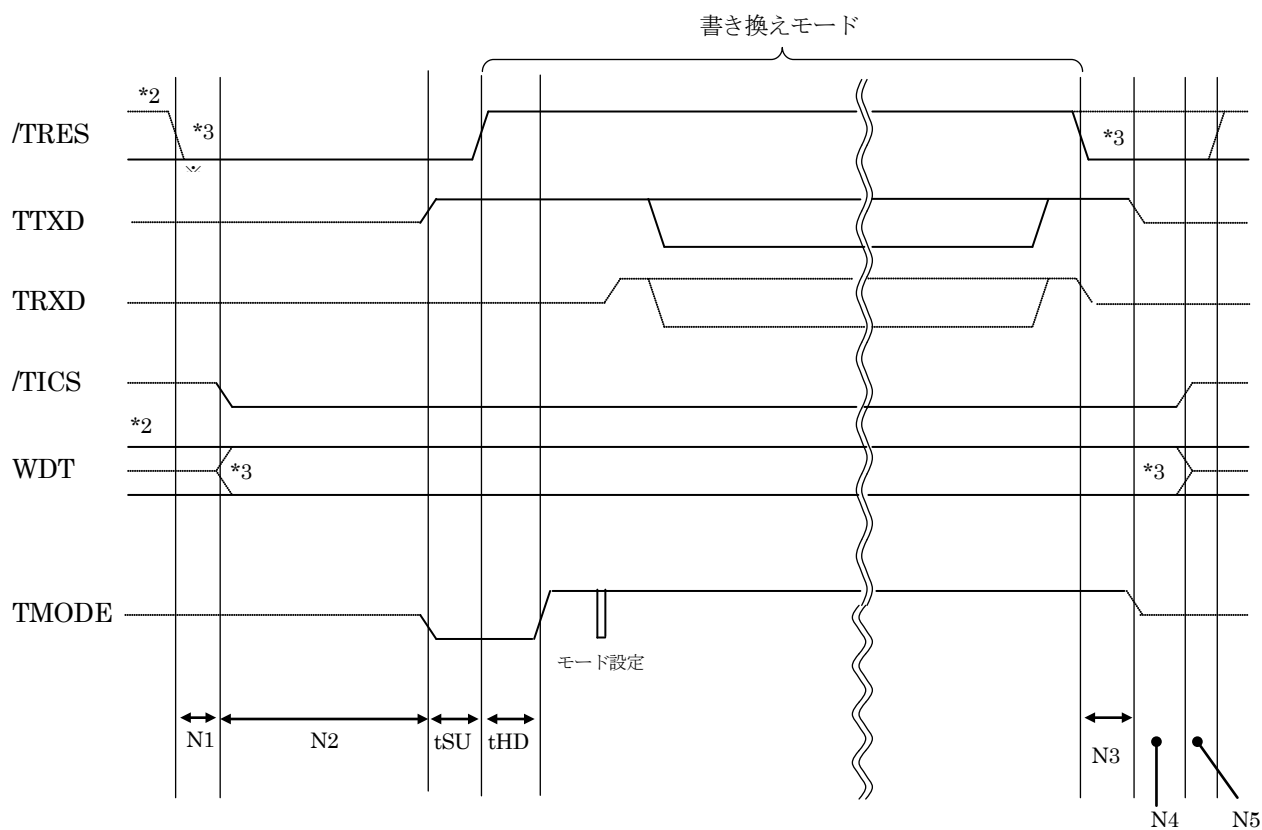 書き換えモード
*2
/TRES
*3
*3
※
TTXD
TRXD
/TICS
*2
WDT
*3
*3
TMODE
モード設定
N1
N2
tSU
tHD
N3
N4
N5